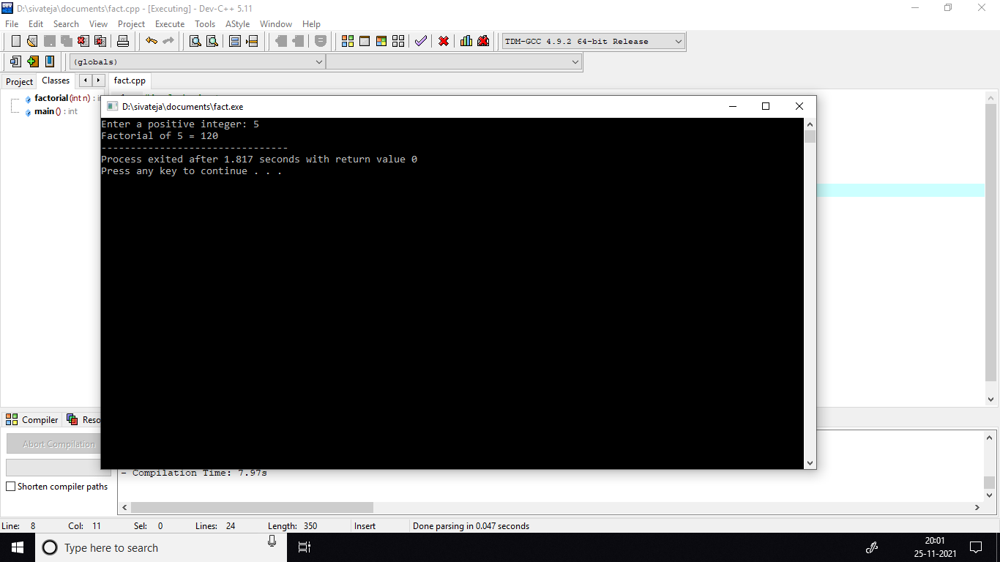 D:\sivateja\documents\fact.cpp - [Executing] - Dev-C++ 5.11
File Edit Search View Project Execute Tools AStyle Window Help
TDM-GCC 4.9.2 64-bit Release
(globals)
Project Classes fact.cpp
factorial (int n) :
main () : int
D:\sivateja\documents\fact.exe
Enter a positive integer: 5
Factorial of 5 = 120
--------------------------------
Process exited after 1.817 seconds with return value 0
Press any key to continue . . .
Compiler Reso
Abort Compilation
- Compilation Time: 7.97s
Shorten compiler paths
Line: 8 Col: 11 Sel: 0 Lines: 24 Length: 350 Insert Done parsing in 0.047 seconds
Type here to search
20:01
25-11-2021